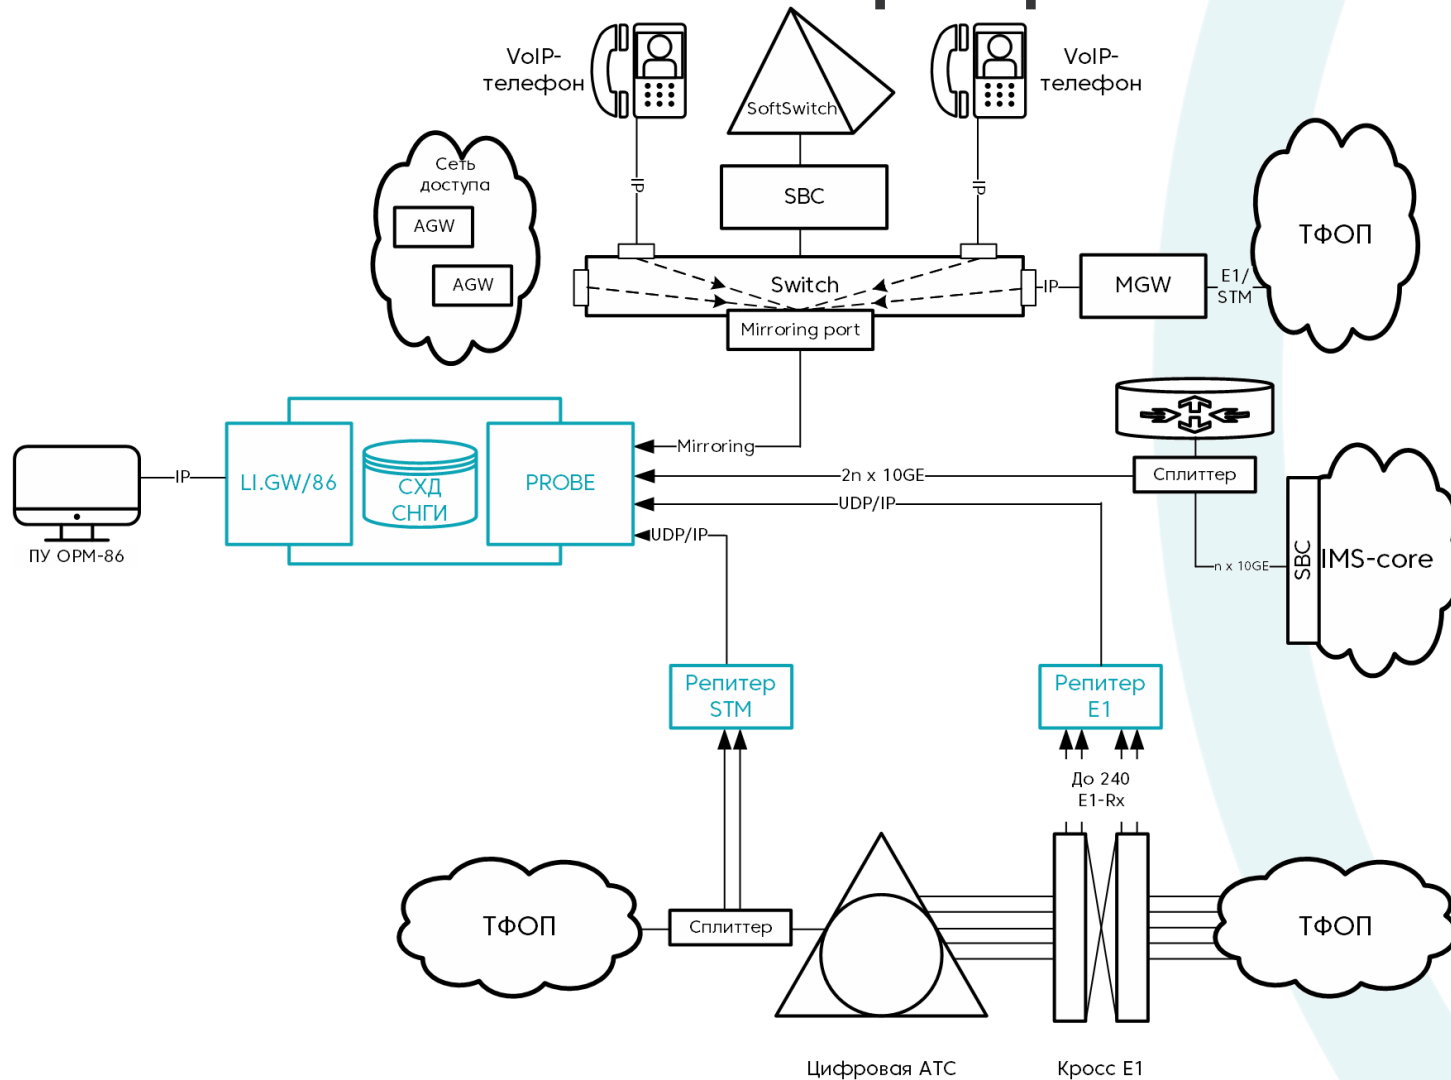 VoIP-
телефон
SoftSwitch
VoIP-
телефон
Сеть
доступа
AGW
AGW
IP
SBC
IP
Switch
Mirroring port
IP
MGW
E1/
STM
ТФОП
Mirroring
2n x 10GE
UDP/IP
UDP/IP
Сплиттер
n x 10GE
SBC
IMS-core
ПУ ОРМ-86
IP
LI.GW/86
СХД
СНГИ
PROBE
Репитер
STM
Репитер
E1
До 240
E1-Rx
ТФОП
Сплиттер
ТФОП
Цифровая АТС
Кросс E1